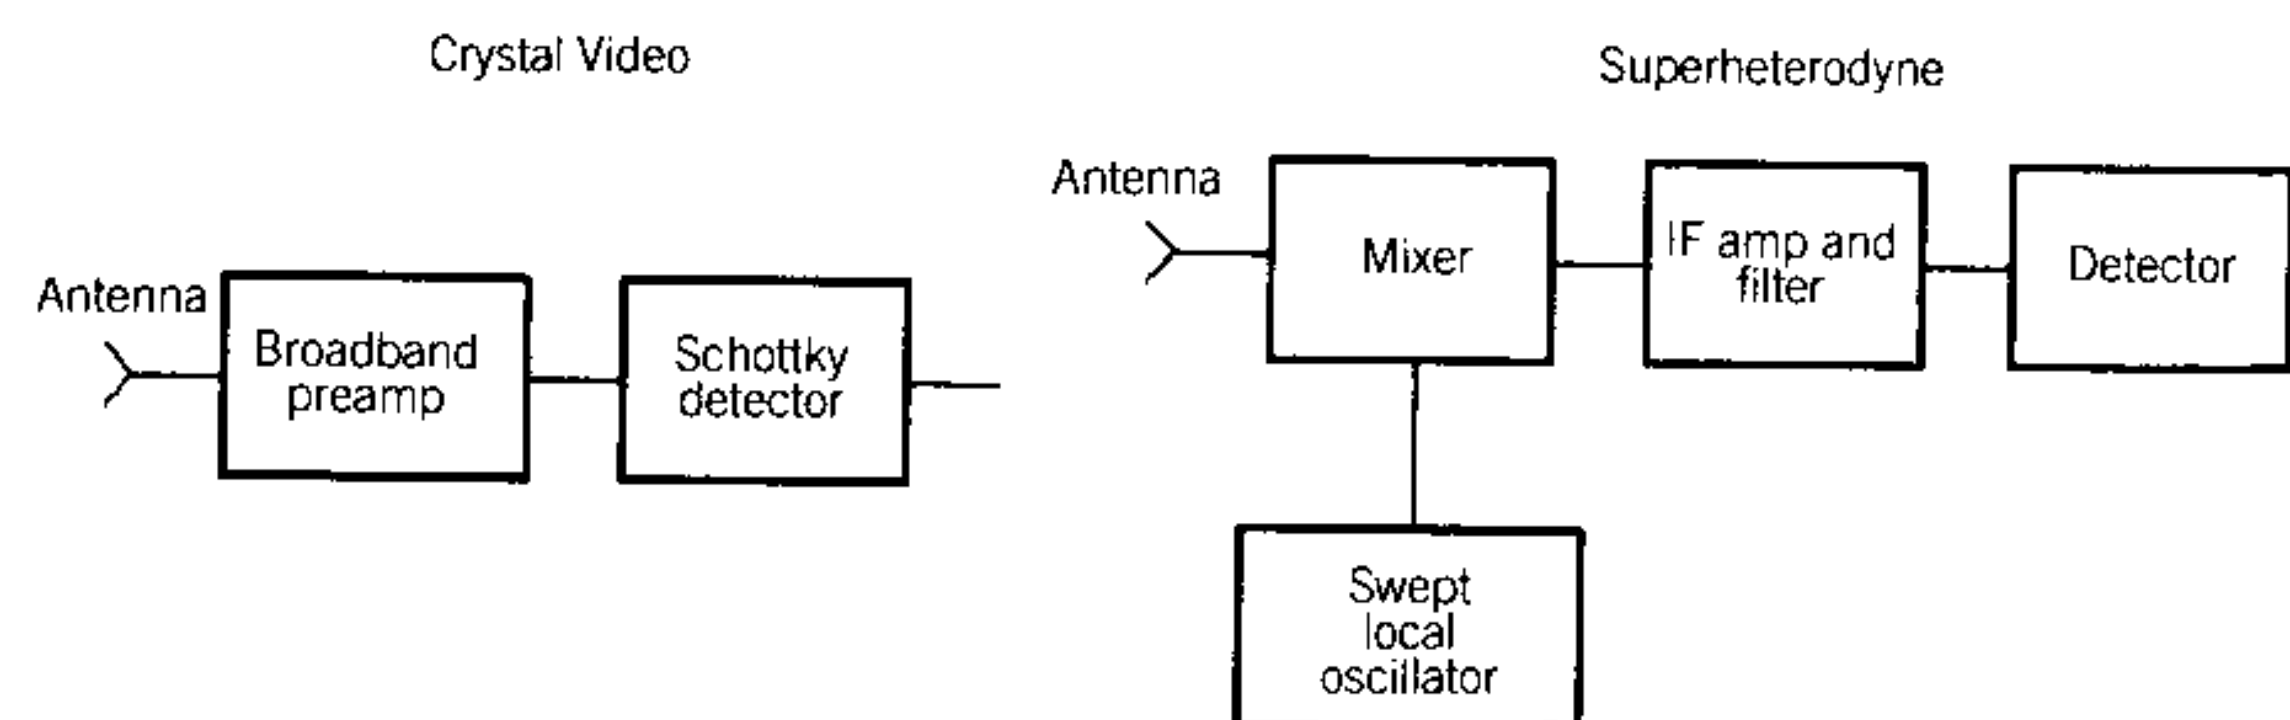 Crystal Video
Antenna
Broadband
preamp
Schottky
detector
Superheterodyne
Antenna
Mixer
IF amp and
filter
Detector
Swept
local
oscillator